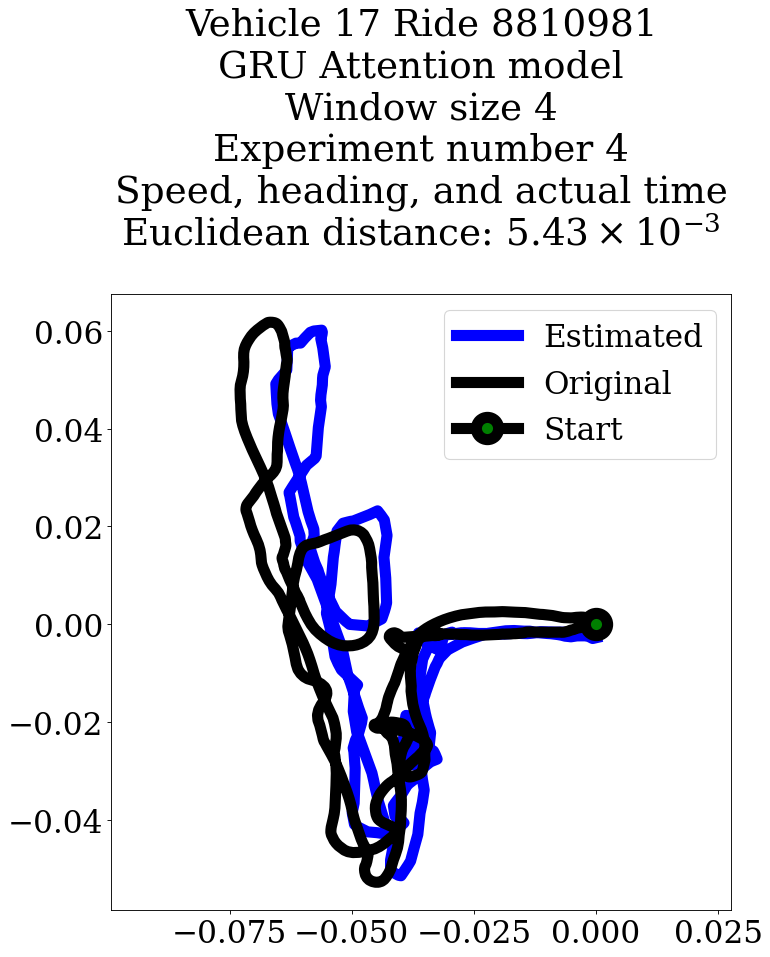 Vehicle 17 Ride 8810981
GRU Attention model
Window size 4
Experiment number 4
Speed, heading, and actual time
Euclidean distance: 5.43 × 10⁻³
Estimated
Original
Start
0.06
0.04
0.02
0.00
−0.02
−0.04
−0.075 −0.050 −0.025 0.000 0.025